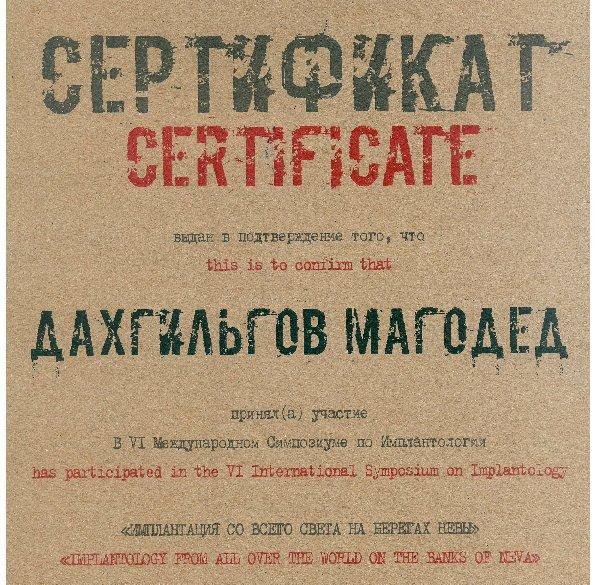 СЕРТИФИКАТ
CERTIFICATE
выдан в подтверждение того, что
this is to confirm that
ДАХГИЛЬГОВ МАГОДЕД
принял(а) участие
В VI Международном Симпозиуме по Имплантологии
has participated in the VI International Symposium on Implantology
«ИМПЛАНТАЦИЯ СО ВСЕГО СВЕТА НА БЕРЕГАХ НЕВЫ»
«IMPLANTOLOGY FROM ALL OVER THE WORLD ON THE BANKS OF NEVA»